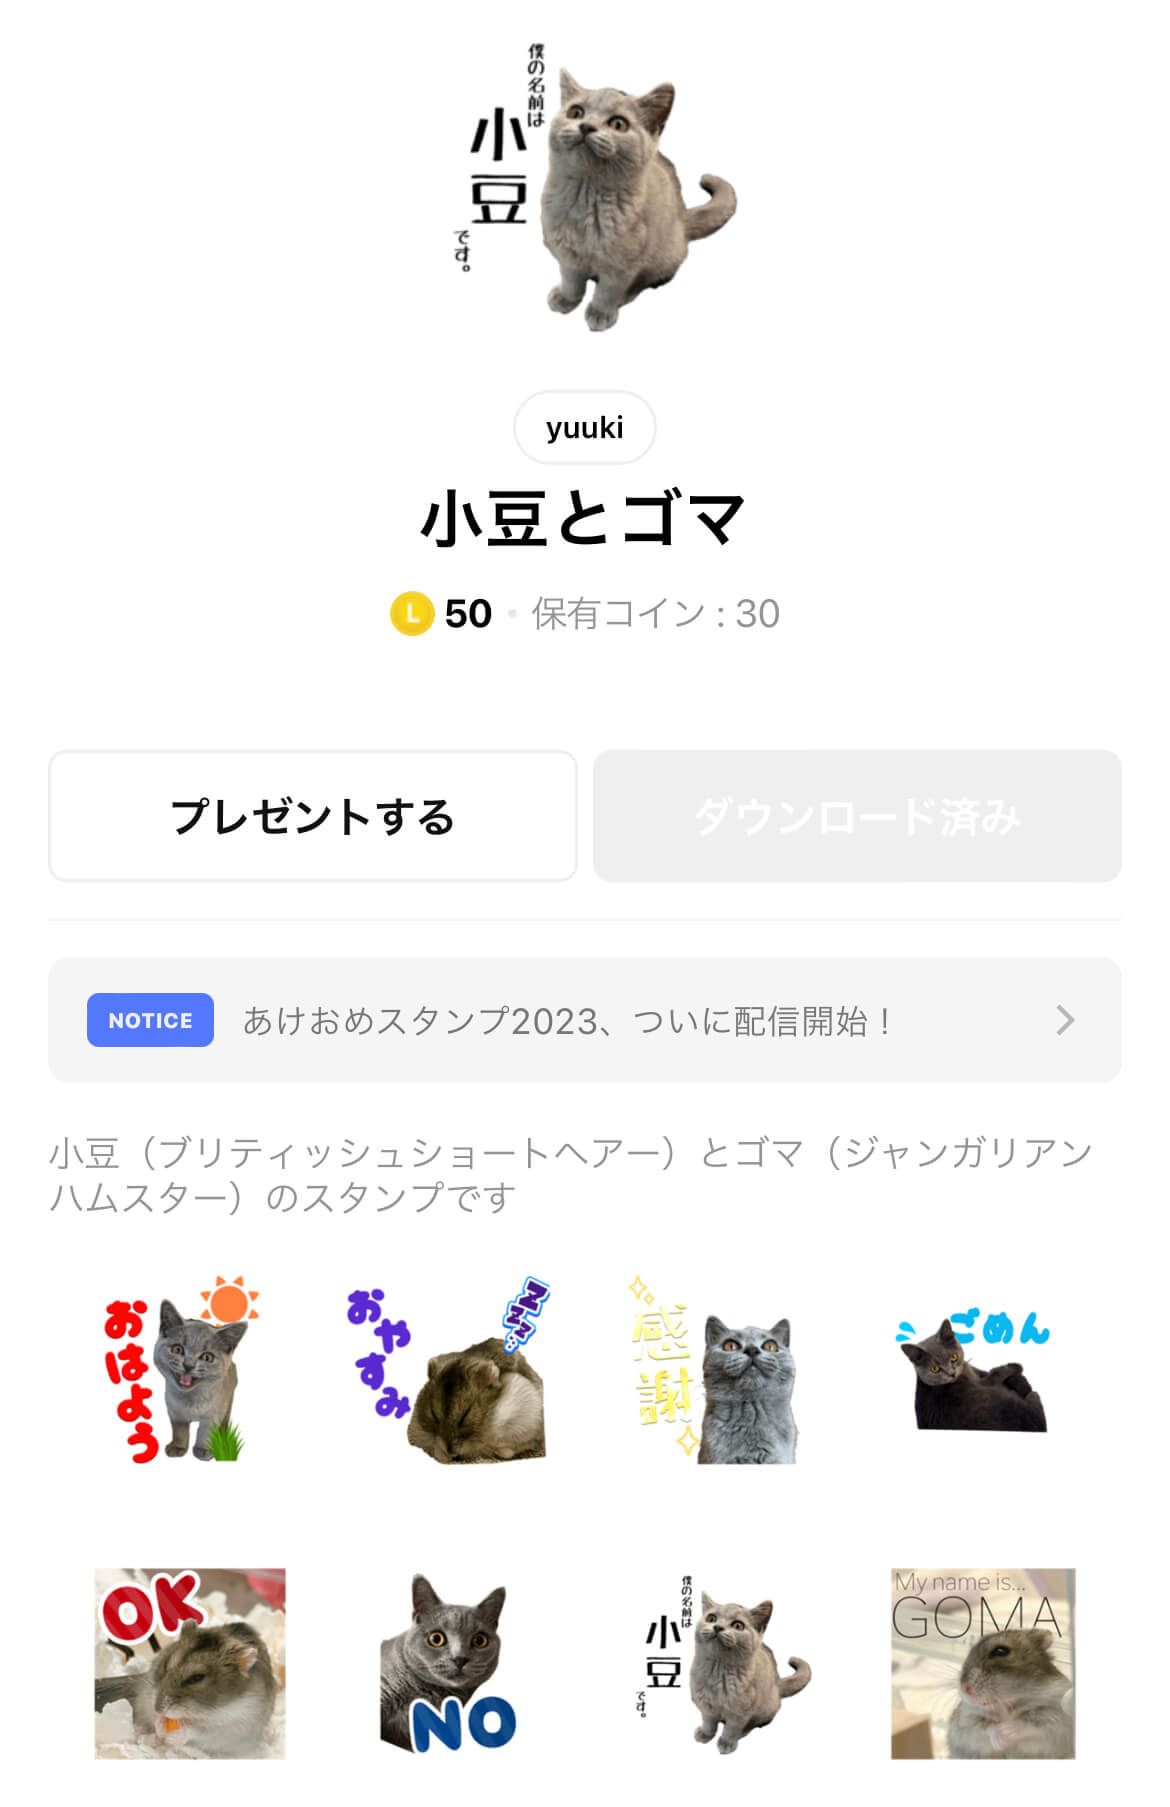 僕の名前は
小豆
です。
yuuki
小豆とゴマ
L 50 • 保有コイン : 30
プレゼントする
ダウンロード済み
NOTICE あけおめスタンプ2023、ついに配信開始！
小豆（ブリティッシュショートヘアー）とゴマ（ジャンガリアン
ハムスター）のスタンプです
おはよう
おやすみ
ZZZ...
感謝
ごめん
OK
NO
僕の名前は
小豆
です。
My name is...
GOMA